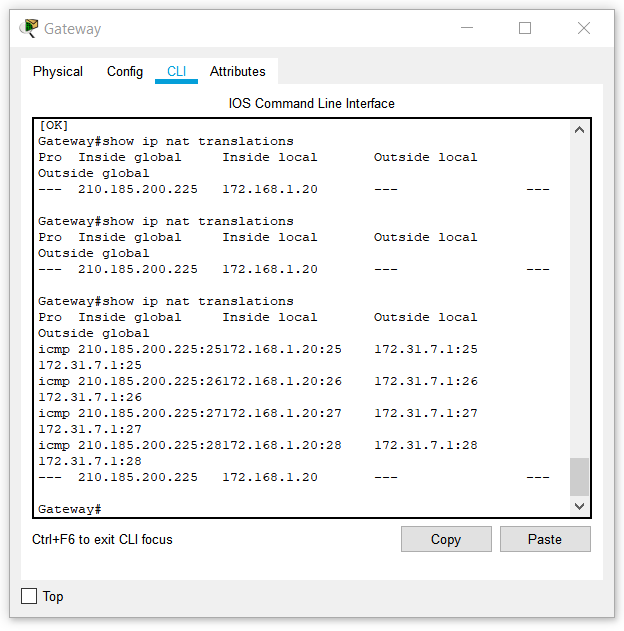 Gateway
Physical Config CLI Attributes
IOS Command Line Interface
[OK]
Gateway#show ip nat translations
Pro  Inside global     Inside local       Outside local
Outside global
---  210.185.200.225   172.168.1.20       ---                ---
Gateway#show ip nat translations
Pro  Inside global     Inside local       Outside local
Outside global
---  210.185.200.225   172.168.1.20       ---                ---
Gateway#show ip nat translations
Pro  Inside global     Inside local       Outside local
Outside global
icmp 210.185.200.225:25172.168.1.20:25    172.31.7.1:25
172.31.7.1:25
icmp 210.185.200.225:26172.168.1.20:26    172.31.7.1:26
172.31.7.1:26
icmp 210.185.200.225:27172.168.1.20:27    172.31.7.1:27
172.31.7.1:27
icmp 210.185.200.225:28172.168.1.20:28    172.31.7.1:28
172.31.7.1:28
---  210.185.200.225   172.168.1.20       ---                ---
Gateway#
Ctrl+F6 to exit CLI focus Copy Paste
Top